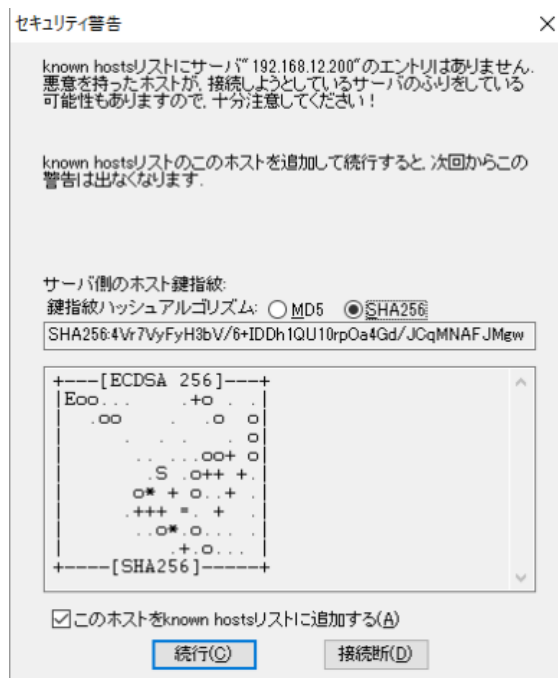 セキュリティ警告
known hostsリストにサーバ"192.168.12.200"のエントリはありません.
悪意を持ったホストが, 接続しようとしているサーバのふりをしている
可能性もありますので, 十分注意してください！
known hostsリストのこのホストを追加して続行すると, 次回からこの
警告は出なくなります.
サーバ側のホスト鍵指紋:
鍵指紋ハッシュアルゴリズム: MD5 SHA256
SHA256:4Vr7VyFyH3bV/6+IDDh1QU10rpOa4Gd/JCqMNAFJMgw
+---[ECDSA 256]---+
|Eoo...      .+o . .|
| .oo     .  .o  o|
|    .  .  .   . o|
|     .. ...oo+ o|
|      .S .o++ +.|
|     o* + o..+ .|
|    .+++ =. +  .|
|      ..o*.o... .|
|        .+.o... |
+----[SHA256]-----+
このホストをknown hostsリストに追加する(A)
続行(C) 接続断(D)